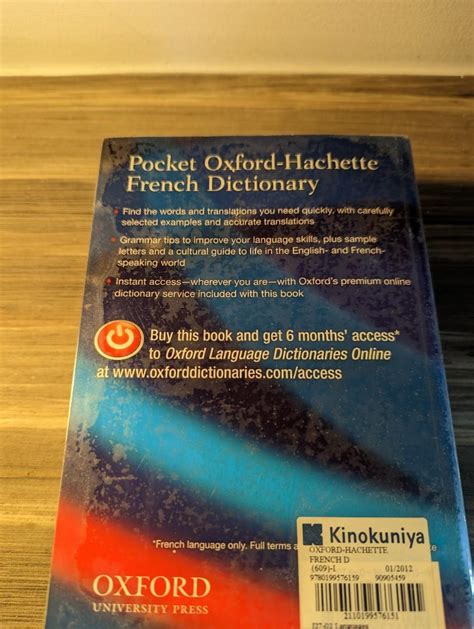 Pocket Oxford-Hachette
French Dictionary
• Find the words and translations you need quickly, with carefully
selected examples and accurate translations
• Grammar tips to improve your language skills, plus sample
letters and a cultural guide to life in the English- and French-
speaking world
• Instant access—wherever you are—with Oxford's premium online
dictionary service included with this book
Buy this book and get 6 months' access*
to Oxford Language Dictionaries Online
at www.oxforddictionaries.com/access
*French language only. Full terms a
Kinokuniya
OXFORD-HACHETTE
FRENCH D
(609)-L 01/2012
9780199576159 90905459
2110199576151
Languages
OXFORD
UNIVERSITY PRESS